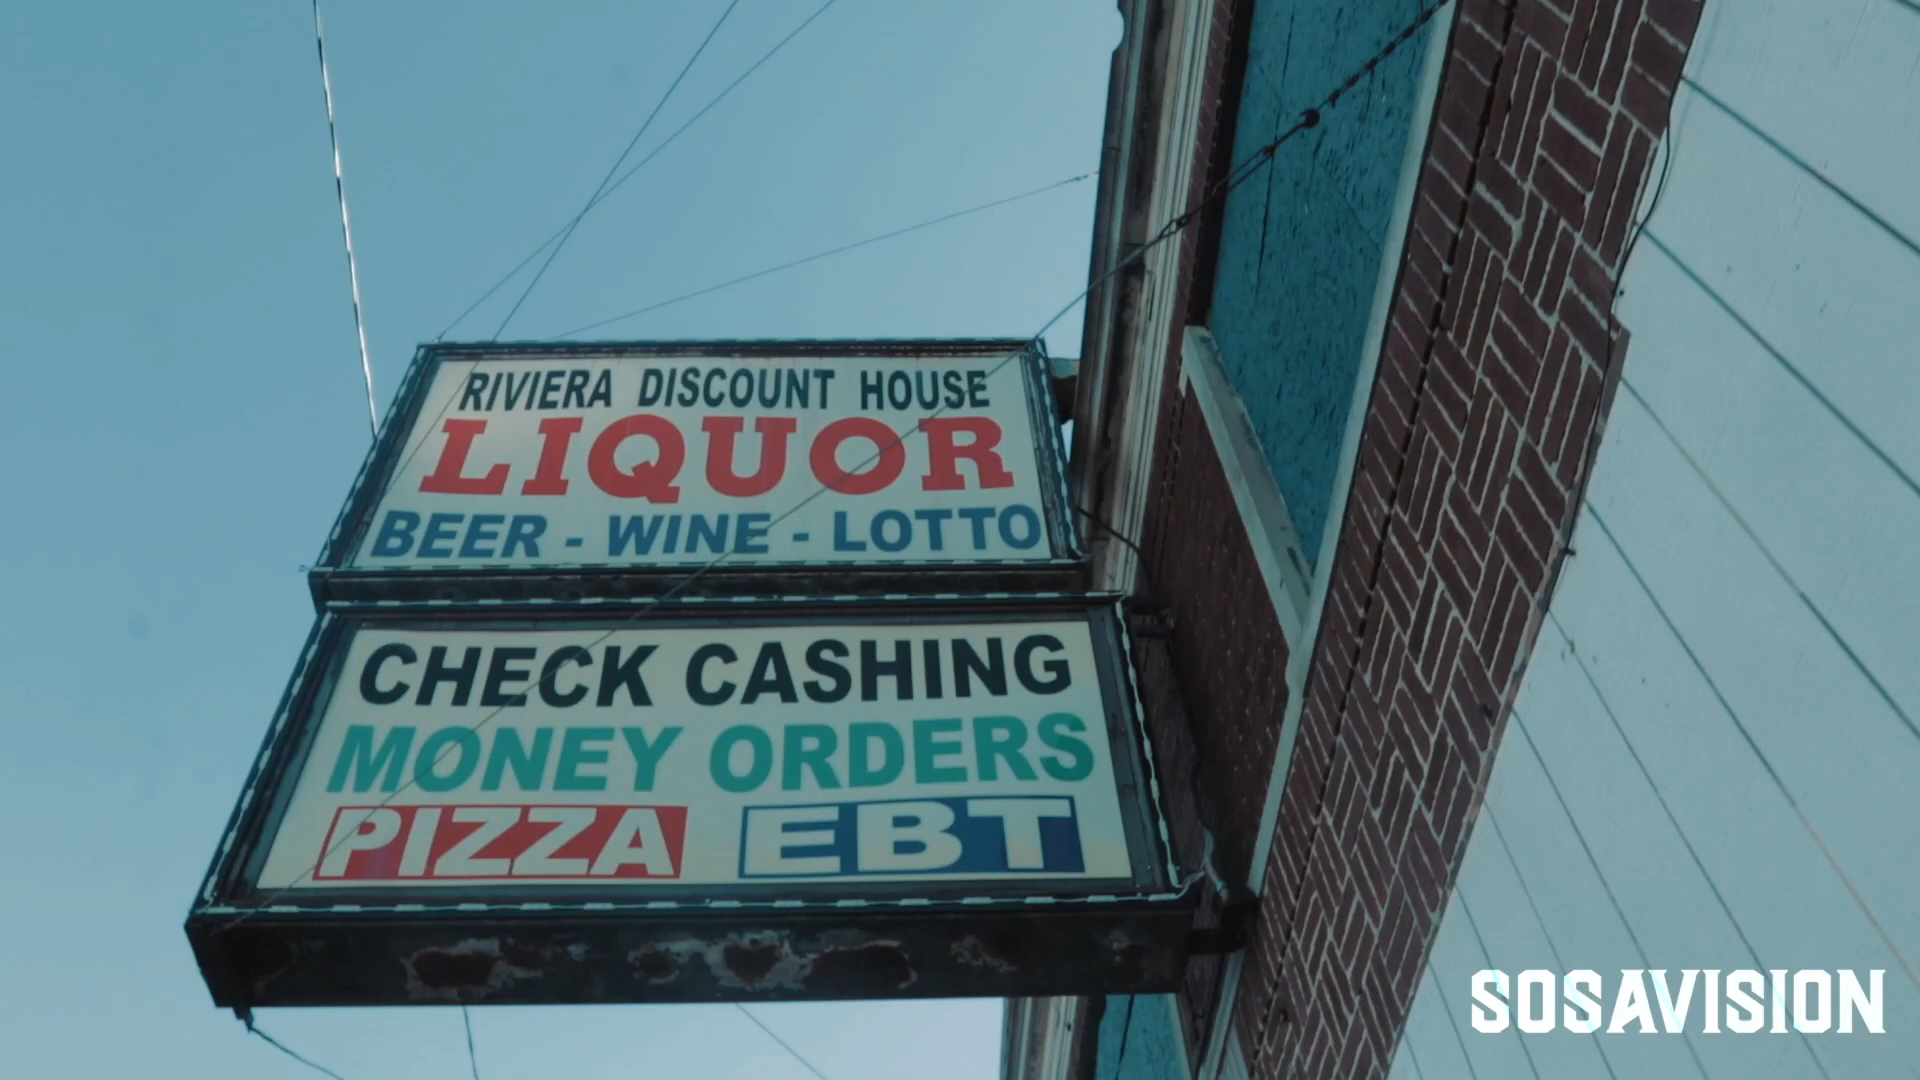 RIVIERA DISCOUNT HOUSE
LIQUOR
BEER - WINE - LOTTO
CHECK CASHING
MONEY ORDERS
PIZZA EBT
SOSAVISION